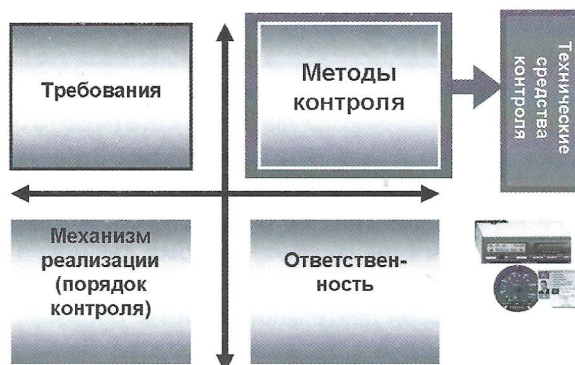 Требования
Методы
контроля
Технические
средства
контроля
Механизм
реализации
(порядок
контроля)
Ответствен-
ность